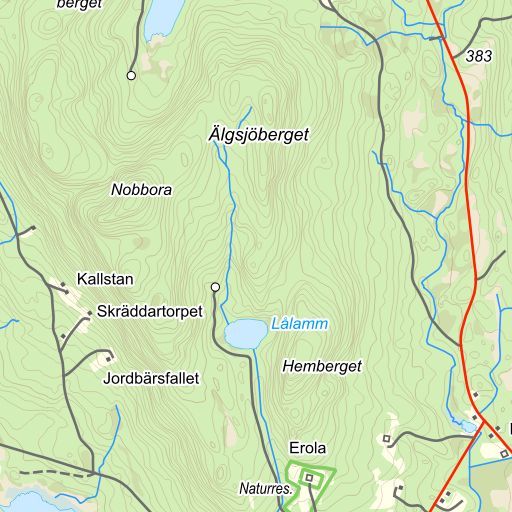 berget
383
Älgsjöberget
Nobbora
Kallstan
Skräddartorpet
Lålamm
Hemberget
Jordbärsfallet
Erola
Naturres.